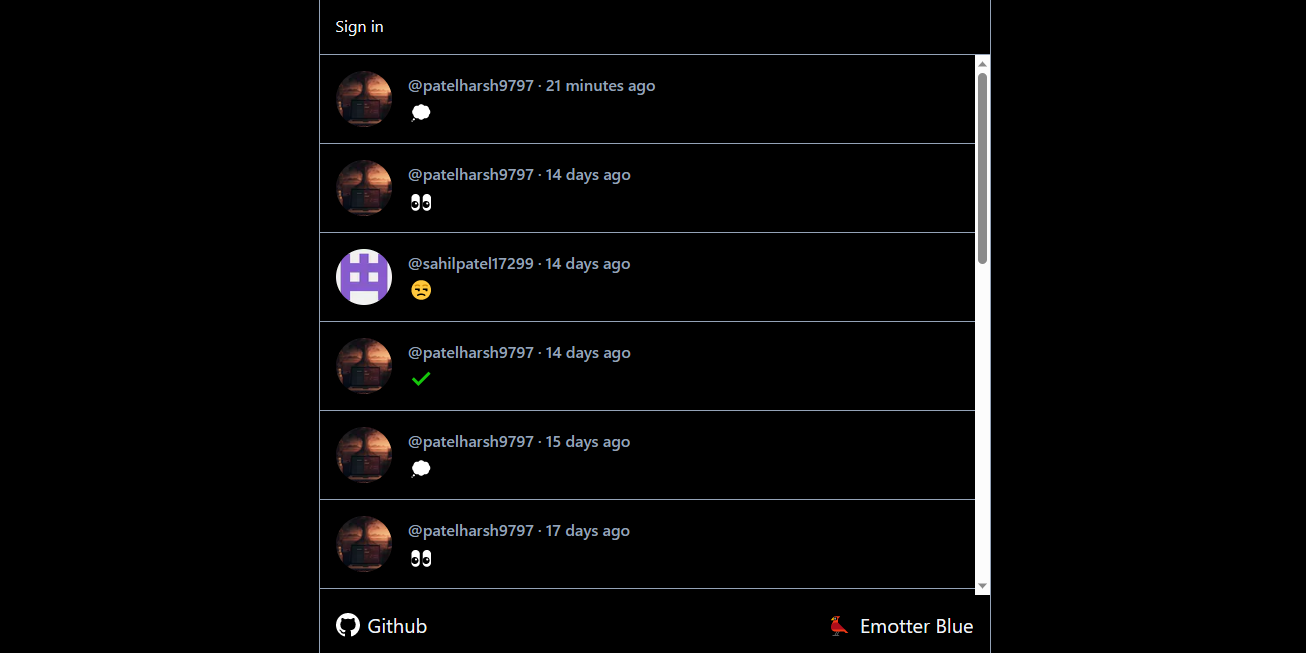 Sign in
@patelharsh9797 · 21 minutes ago
💭
@patelharsh9797 · 14 days ago
👀
@sahilpatel17299 · 14 days ago
😒
@patelharsh9797 · 14 days ago
✔
@patelharsh9797 · 15 days ago
💭
@patelharsh9797 · 17 days ago
👀
Github
Emotter Blue